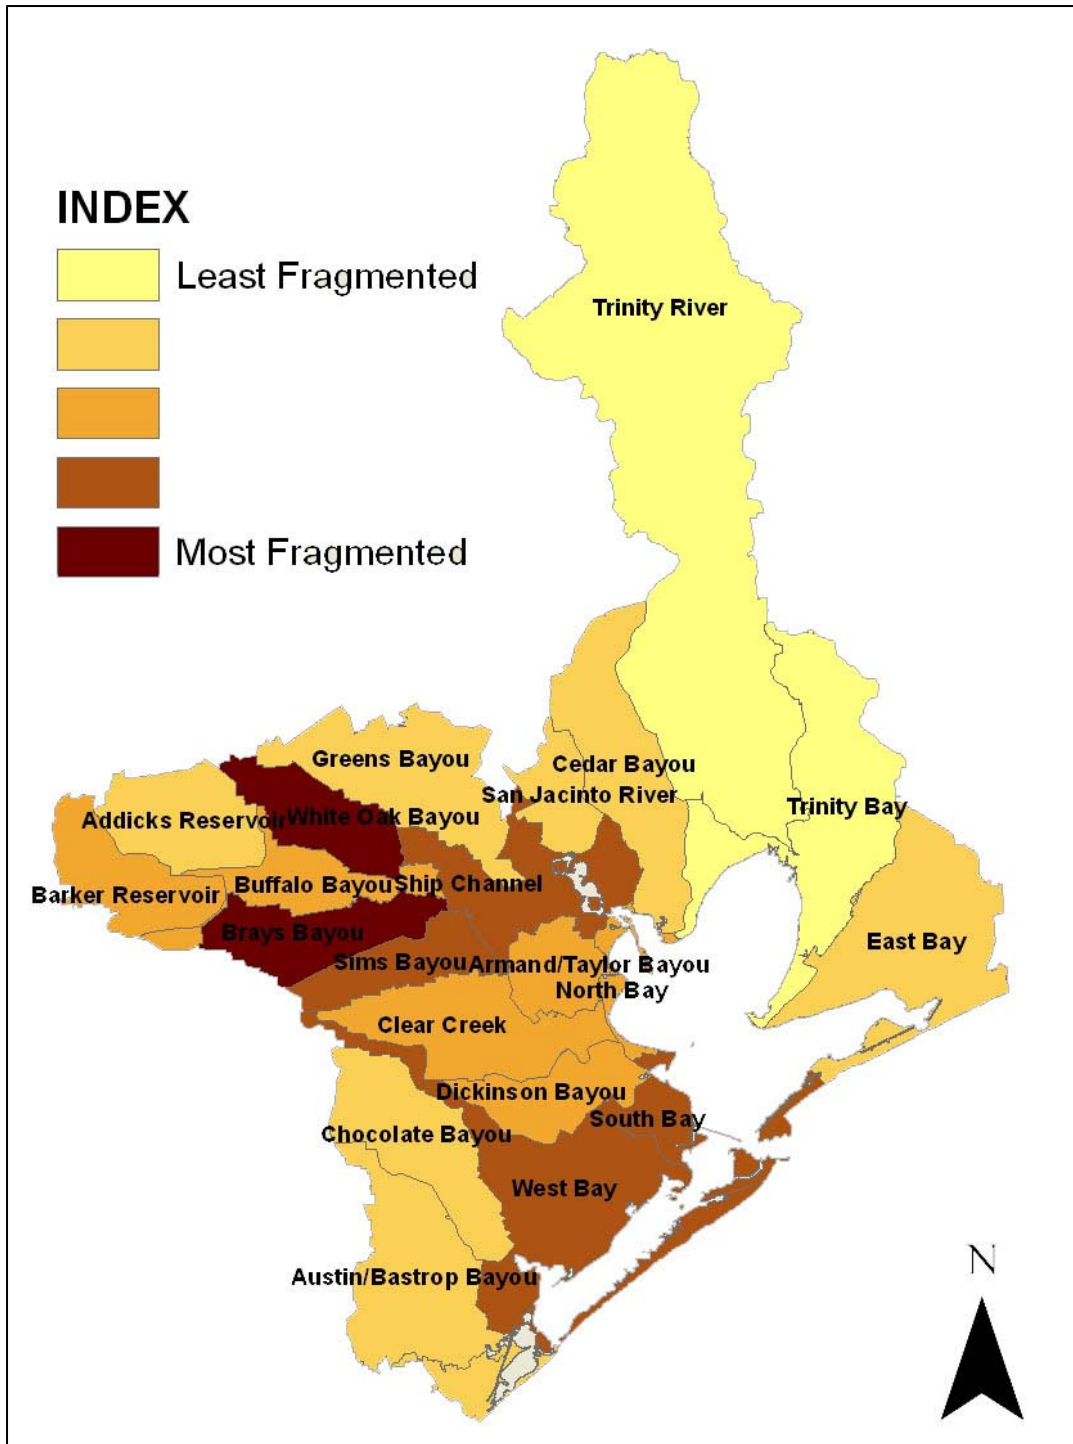 INDEX
Least Fragmented
Most Fragmented
Trinity River
Greens Bayou
Cedar Bayou
San Jacinto River
Trinity Bay
Addicks Reservoir
White Oak Bayou
Barker Reservoir
Buffalo Bayou
Ship Channel
Brays Bayou
East Bay
Sims Bayou
Armand/Taylor Bayou
North Bay
Clear Creek
Dickinson Bayou
South Bay
Chocolate Bayou
West Bay
Austin/Bastrop Bayou
N